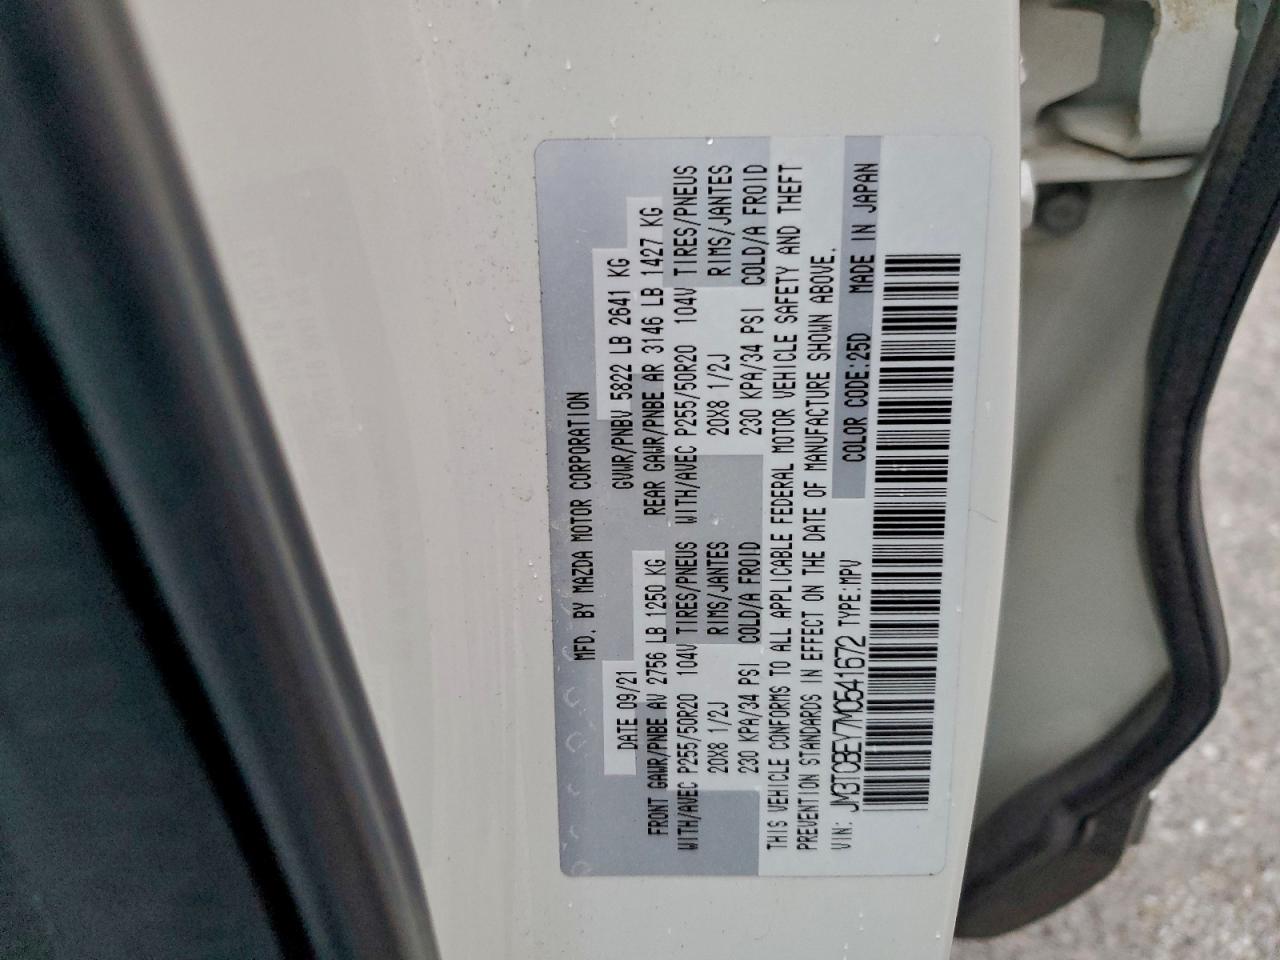 MFD. BY MAZDA MOTOR CORPORATION
DATE 09/21 GVWR/PNBV 5822 LB 2641 KG
FRONT GAWR/PNBE AV 2756 LB 1250 KG REAR GAWR/PNBE AR 3146 LB 1427 KG
WITH/AVEC P255/50R20 104V TIRES/PNEUS WITH/AVEC P255/50R20 104V TIRES/PNEUS
20X8 1/2J RIMS/JANTES 20X8 1/2J RIMS/JANTES
230 KPA/34 PSI COLD/A FROID 230 KPA/34 PSI COLD/A FROID
THIS VEHICLE CONFORMS TO ALL APPLICABLE FEDERAL MOTOR VEHICLE SAFETY AND THEFT
PREVENTION STANDARDS IN EFFECT ON THE DATE OF MANUFACTURE SHOWN ABOVE.
VIN: JM3TCBEY7M0541672 TYPE:MPV COLOR CODE:25D MADE IN JAPAN